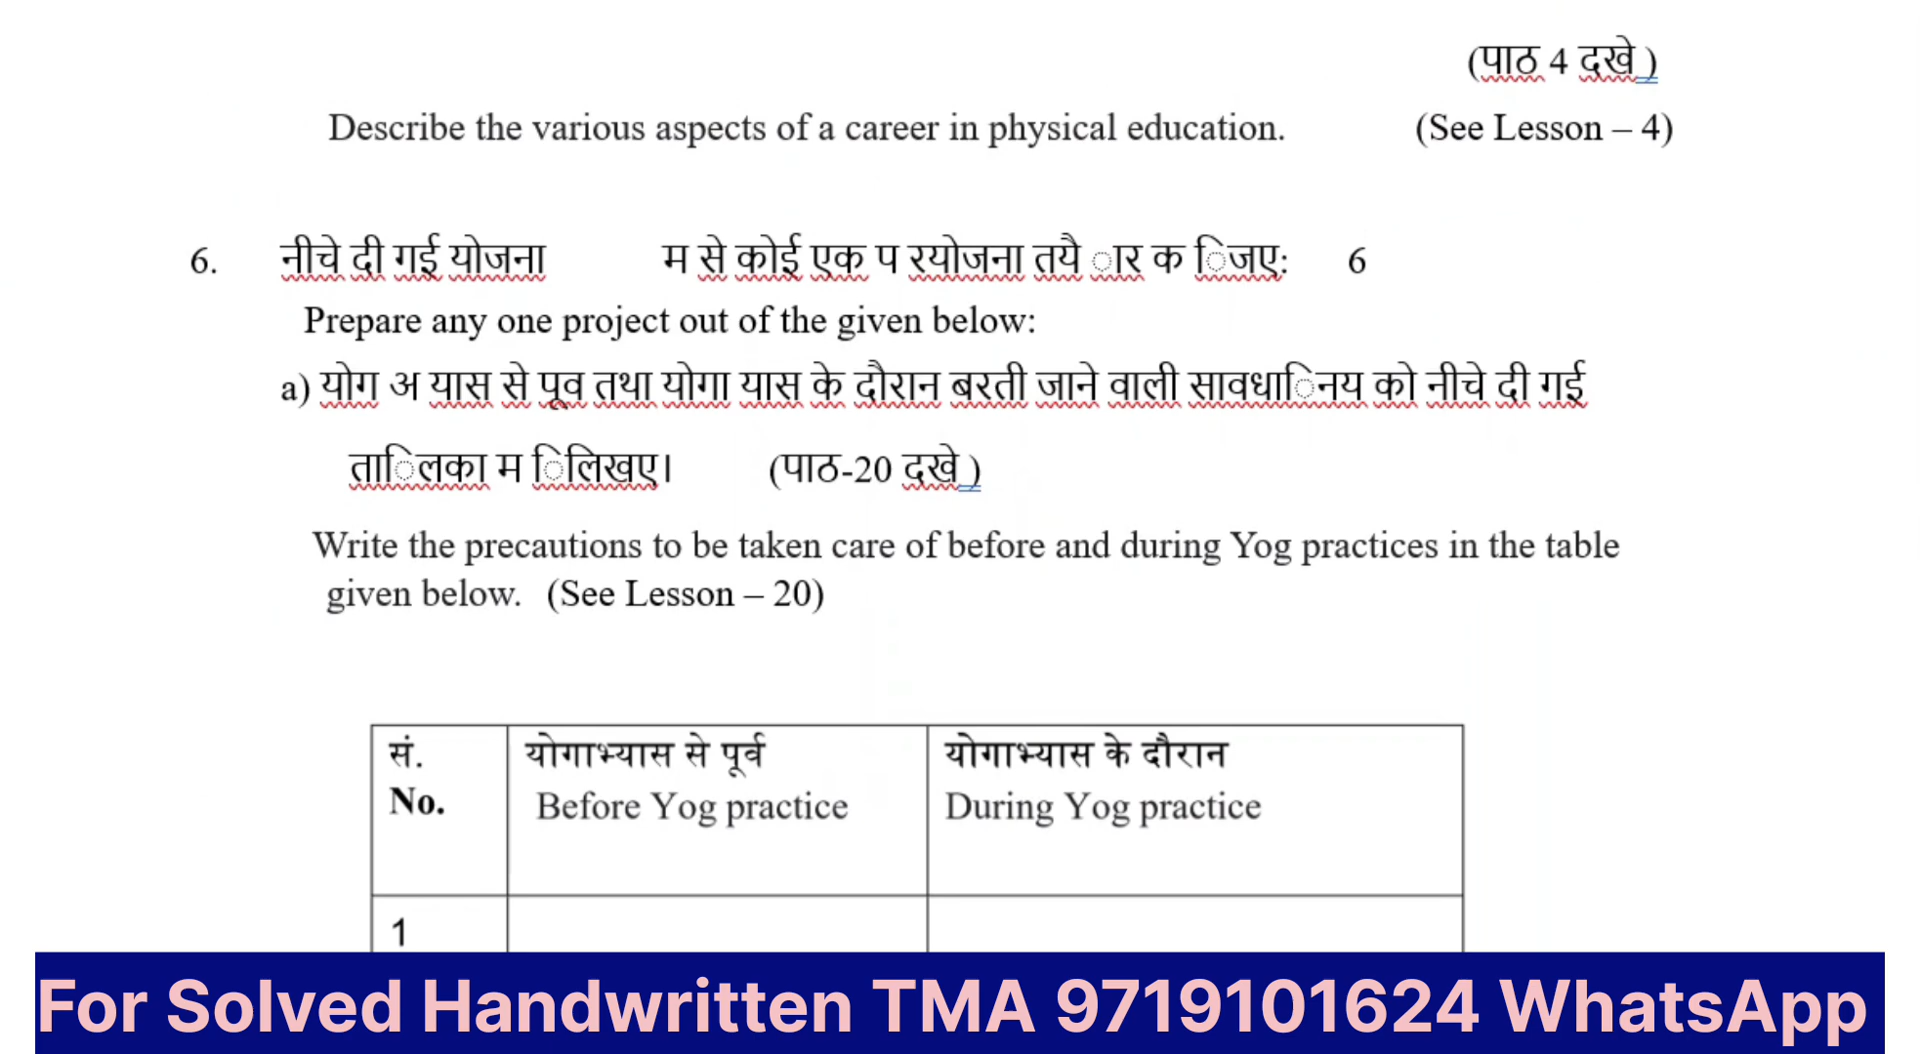 (पाठ 4 दखे )
Describe the various aspects of a career in physical education. (See Lesson – 4)
6. नीचे दी गई योजना म से कोई एक प रयोजना तयै ार क िजए: 6
Prepare any one project out of the given below:
a) योग अ यास से पूव तथा योगा यास के दौरान बरती जाने वाली सावधािनय को नीचे दी गई
तािलका म िलिखए। (पाठ-20 दखे )
Write the precautions to be taken care of before and during Yog practices in the table
given below. (See Lesson – 20)
सं. योगाभ्यास से पूर्व योगाभ्यास के दौरान
No. Before Yog practice During Yog practice
1
For Solved Handwritten TMA 9719101624 WhatsApp